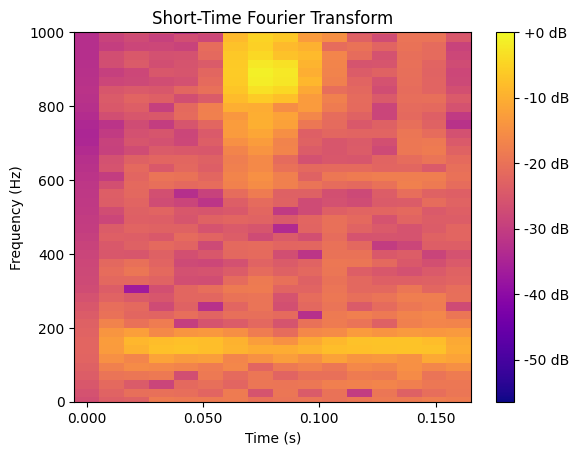 Short-Time Fourier Transform
1000
800
600
400
200
0
Frequency (Hz)
0.000
0.050
0.100
0.150
Time (s)
+0 dB
-10 dB
-20 dB
-30 dB
-40 dB
-50 dB